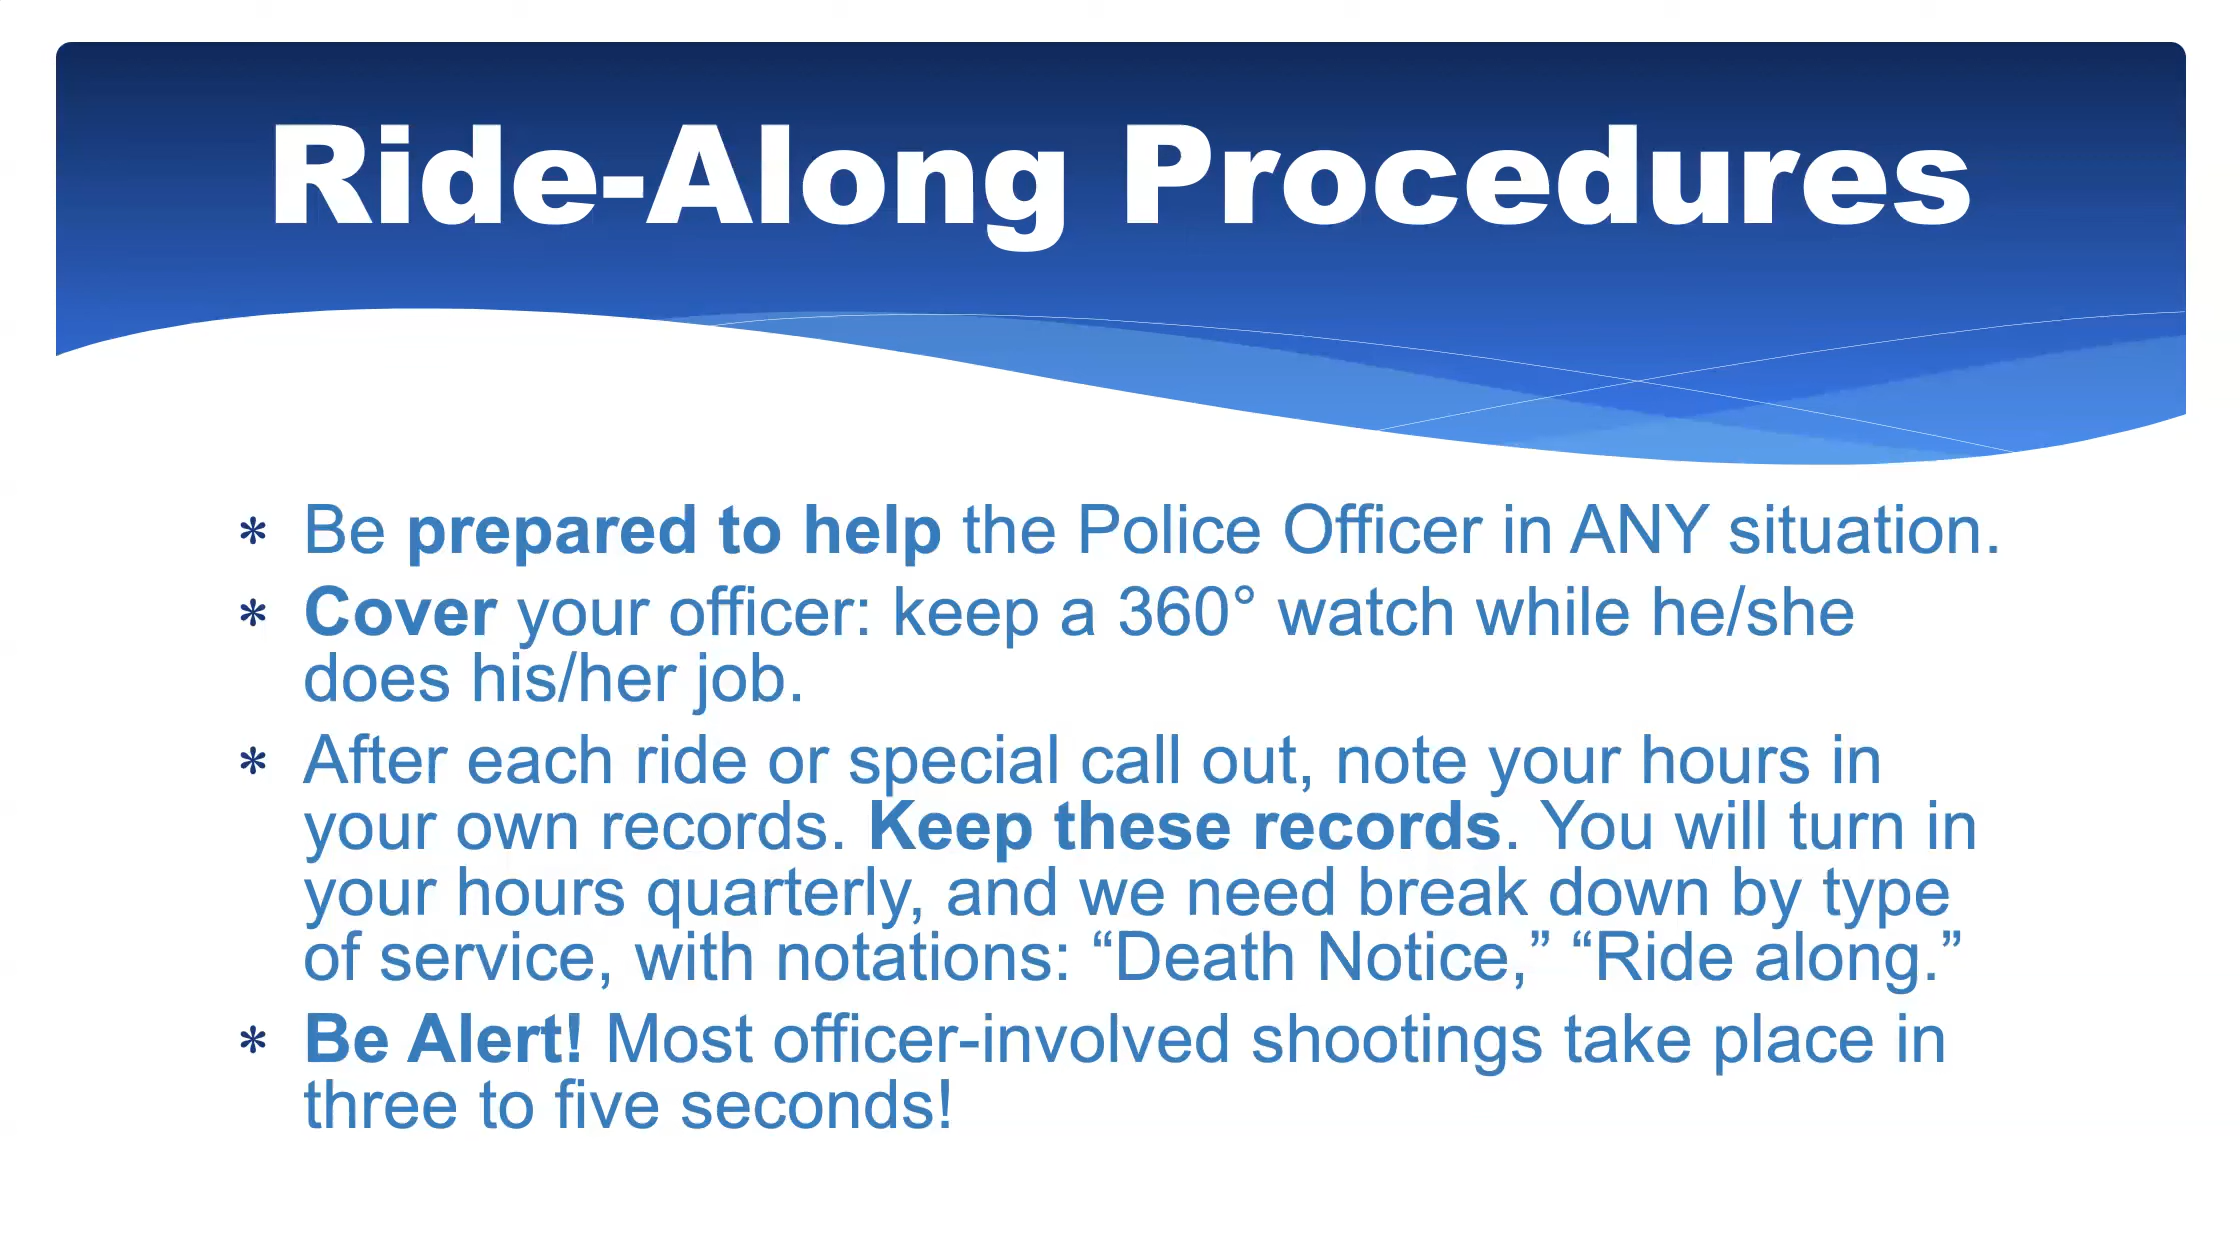 Ride-Along Procedures
* Be prepared to help the Police Officer in ANY situation.
* Cover your officer: keep a 360° watch while he/she
does his/her job.
* After each ride or special call out, note your hours in
your own records. Keep these records. You will turn in
your hours quarterly, and we need break down by type
of service, with notations: “Death Notice,” “Ride along.”
* Be Alert! Most officer-involved shootings take place in
three to five seconds!